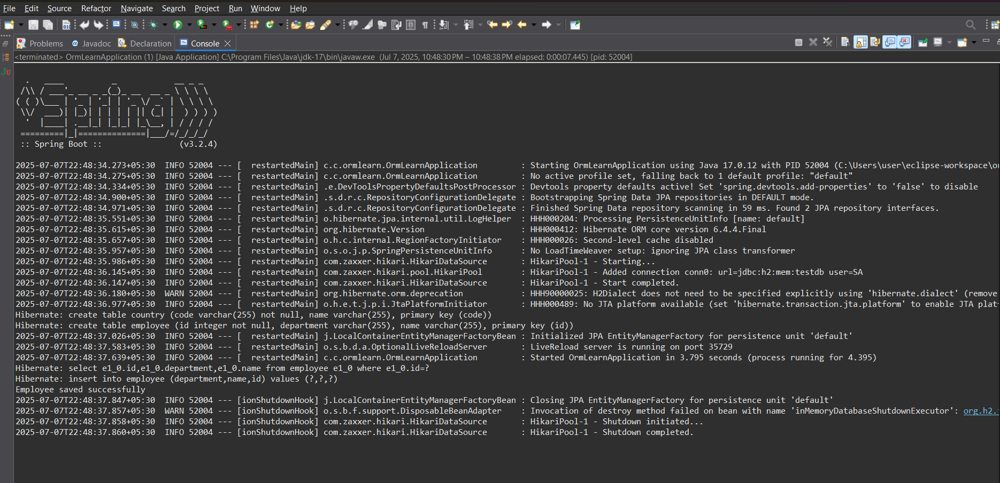 File Edit Source Refactor Navigate Search Project Run Window Help
Problems @ Javadoc Declaration Console
<terminated> OrmLearnApplication (1) [Java Application] C:\Program Files\Java\jdk-17\bin\javaw.exe (Jul 7, 2025, 10:48:30 PM – 10:48:38 PM elapsed: 0:00:07.445) [pid: 52004]
  .   ____          _            __ _ _
 /\\ / ___'_ __ _ _(_)_ __  __ _ \ \ \ \
( ( )\___ | '_ | '_| | '_ \/ _` | \ \ \ \
 \\/  ___)| |_)| | | | | || (_| |  ) ) ) )
  '  |____| .__|_| |_|_| |_\__, | / / / /
 =========|_|==============|___/=/_/_/_/
 :: Spring Boot ::                (v3.2.4)
2025-07-07T22:48:34.273+05:30  INFO 52004 --- [  restartedMain] c.c.ormlearn.OrmLearnApplication         : Starting OrmLearnApplication using Java 17.0.12 with PID 52004 (C:\Users\user\eclipse-workspace\or
2025-07-07T22:48:34.275+05:30  INFO 52004 --- [  restartedMain] c.c.ormlearn.OrmLearnApplication         : No active profile set, falling back to 1 default profile: "default"
2025-07-07T22:48:34.334+05:30  INFO 52004 --- [  restartedMain] .e.DevToolsPropertyDefaultsPostProcessor : Devtools property defaults active! Set 'spring.devtools.add-properties' to 'false' to disable
2025-07-07T22:48:34.900+05:30  INFO 52004 --- [  restartedMain] .s.d.r.c.RepositoryConfigurationDelegate : Bootstrapping Spring Data JPA repositories in DEFAULT mode.
2025-07-07T22:48:34.971+05:30  INFO 52004 --- [  restartedMain] .s.d.r.c.RepositoryConfigurationDelegate : Finished Spring Data repository scanning in 59 ms. Found 2 JPA repository interfaces.
2025-07-07T22:48:35.551+05:30  INFO 52004 --- [  restartedMain] o.hibernate.jpa.internal.util.LogHelper  : HHH000204: Processing PersistenceUnitInfo [name: default]
2025-07-07T22:48:35.615+05:30  INFO 52004 --- [  restartedMain] org.hibernate.Version                    : HHH000412: Hibernate ORM core version 6.4.4.Final
2025-07-07T22:48:35.657+05:30  INFO 52004 --- [  restartedMain] o.h.c.internal.RegionFactoryInitiator    : HHH000026: Second-level cache disabled
2025-07-07T22:48:35.957+05:30  INFO 52004 --- [  restartedMain] o.s.o.j.p.SpringPersistenceUnitInfo      : No LoadTimeWeaver setup: ignoring JPA class transformer
2025-07-07T22:48:35.986+05:30  INFO 52004 --- [  restartedMain] com.zaxxer.hikari.HikariDataSource       : HikariPool-1 - Starting...
2025-07-07T22:48:36.145+05:30  INFO 52004 --- [  restartedMain] com.zaxxer.hikari.pool.HikariPool        : HikariPool-1 - Added connection conn0: url=jdbc:h2:mem:testdb user=SA
2025-07-07T22:48:36.147+05:30  INFO 52004 --- [  restartedMain] com.zaxxer.hikari.HikariDataSource       : HikariPool-1 - Start completed.
2025-07-07T22:48:36.180+05:30  WARN 52004 --- [  restartedMain] org.hibernate.orm.deprecation            : HHH90000025: H2Dialect does not need to be specified explicitly using 'hibernate.dialect' (remove
2025-07-07T22:48:36.977+05:30  INFO 52004 --- [  restartedMain] o.h.e.t.j.p.i.JtaPlatformInitiator       : HHH000489: No JTA platform available (set 'hibernate.transaction.jta.platform' to enable JTA plat
Hibernate: create table country (code varchar(255) not null, name varchar(255), primary key (code))
Hibernate: create table employee (id integer not null, department varchar(255), name varchar(255), primary key (id))
2025-07-07T22:48:37.026+05:30  INFO 52004 --- [  restartedMain] j.LocalContainerEntityManagerFactoryBean : Initialized JPA EntityManagerFactory for persistence unit 'default'
2025-07-07T22:48:37.583+05:30  INFO 52004 --- [  restartedMain] o.s.b.d.a.OptionalLiveReloadServer       : LiveReload server is running on port 35729
2025-07-07T22:48:37.639+05:30  INFO 52004 --- [  restartedMain] c.c.ormlearn.OrmLearnApplication         : Started OrmLearnApplication in 3.795 seconds (process running for 4.395)
Hibernate: select e1_0.id,e1_0.department,e1_0.name from employee e1_0 where e1_0.id=?
Hibernate: insert into employee (department,name,id) values (?,?,?)
Employee saved successfully
2025-07-07T22:48:37.847+05:30  INFO 52004 --- [ionShutdownHook] j.LocalContainerEntityManagerFactoryBean : Closing JPA EntityManagerFactory for persistence unit 'default'
2025-07-07T22:48:37.857+05:30  WARN 52004 --- [ionShutdownHook] o.s.b.f.support.DisposableBeanAdapter    : Invocation of destroy method failed on bean with name 'inMemoryDatabaseShutdownExecutor': org.h2.
2025-07-07T22:48:37.858+05:30  INFO 52004 --- [ionShutdownHook] com.zaxxer.hikari.HikariDataSource       : HikariPool-1 - Shutdown initiated...
2025-07-07T22:48:37.860+05:30  INFO 52004 --- [ionShutdownHook] com.zaxxer.hikari.HikariDataSource       : HikariPool-1 - Shutdown completed.